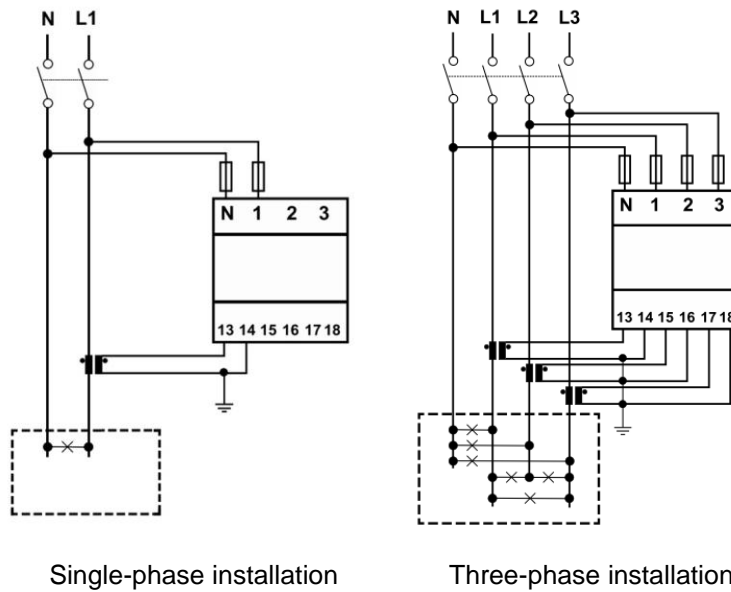 N L1
N 1 2 3
13 14 15 16 17 18
Single-phase installation
N L1 L2 L3
N 1 2 3
13 14 15 16 17 18
Three-phase installation